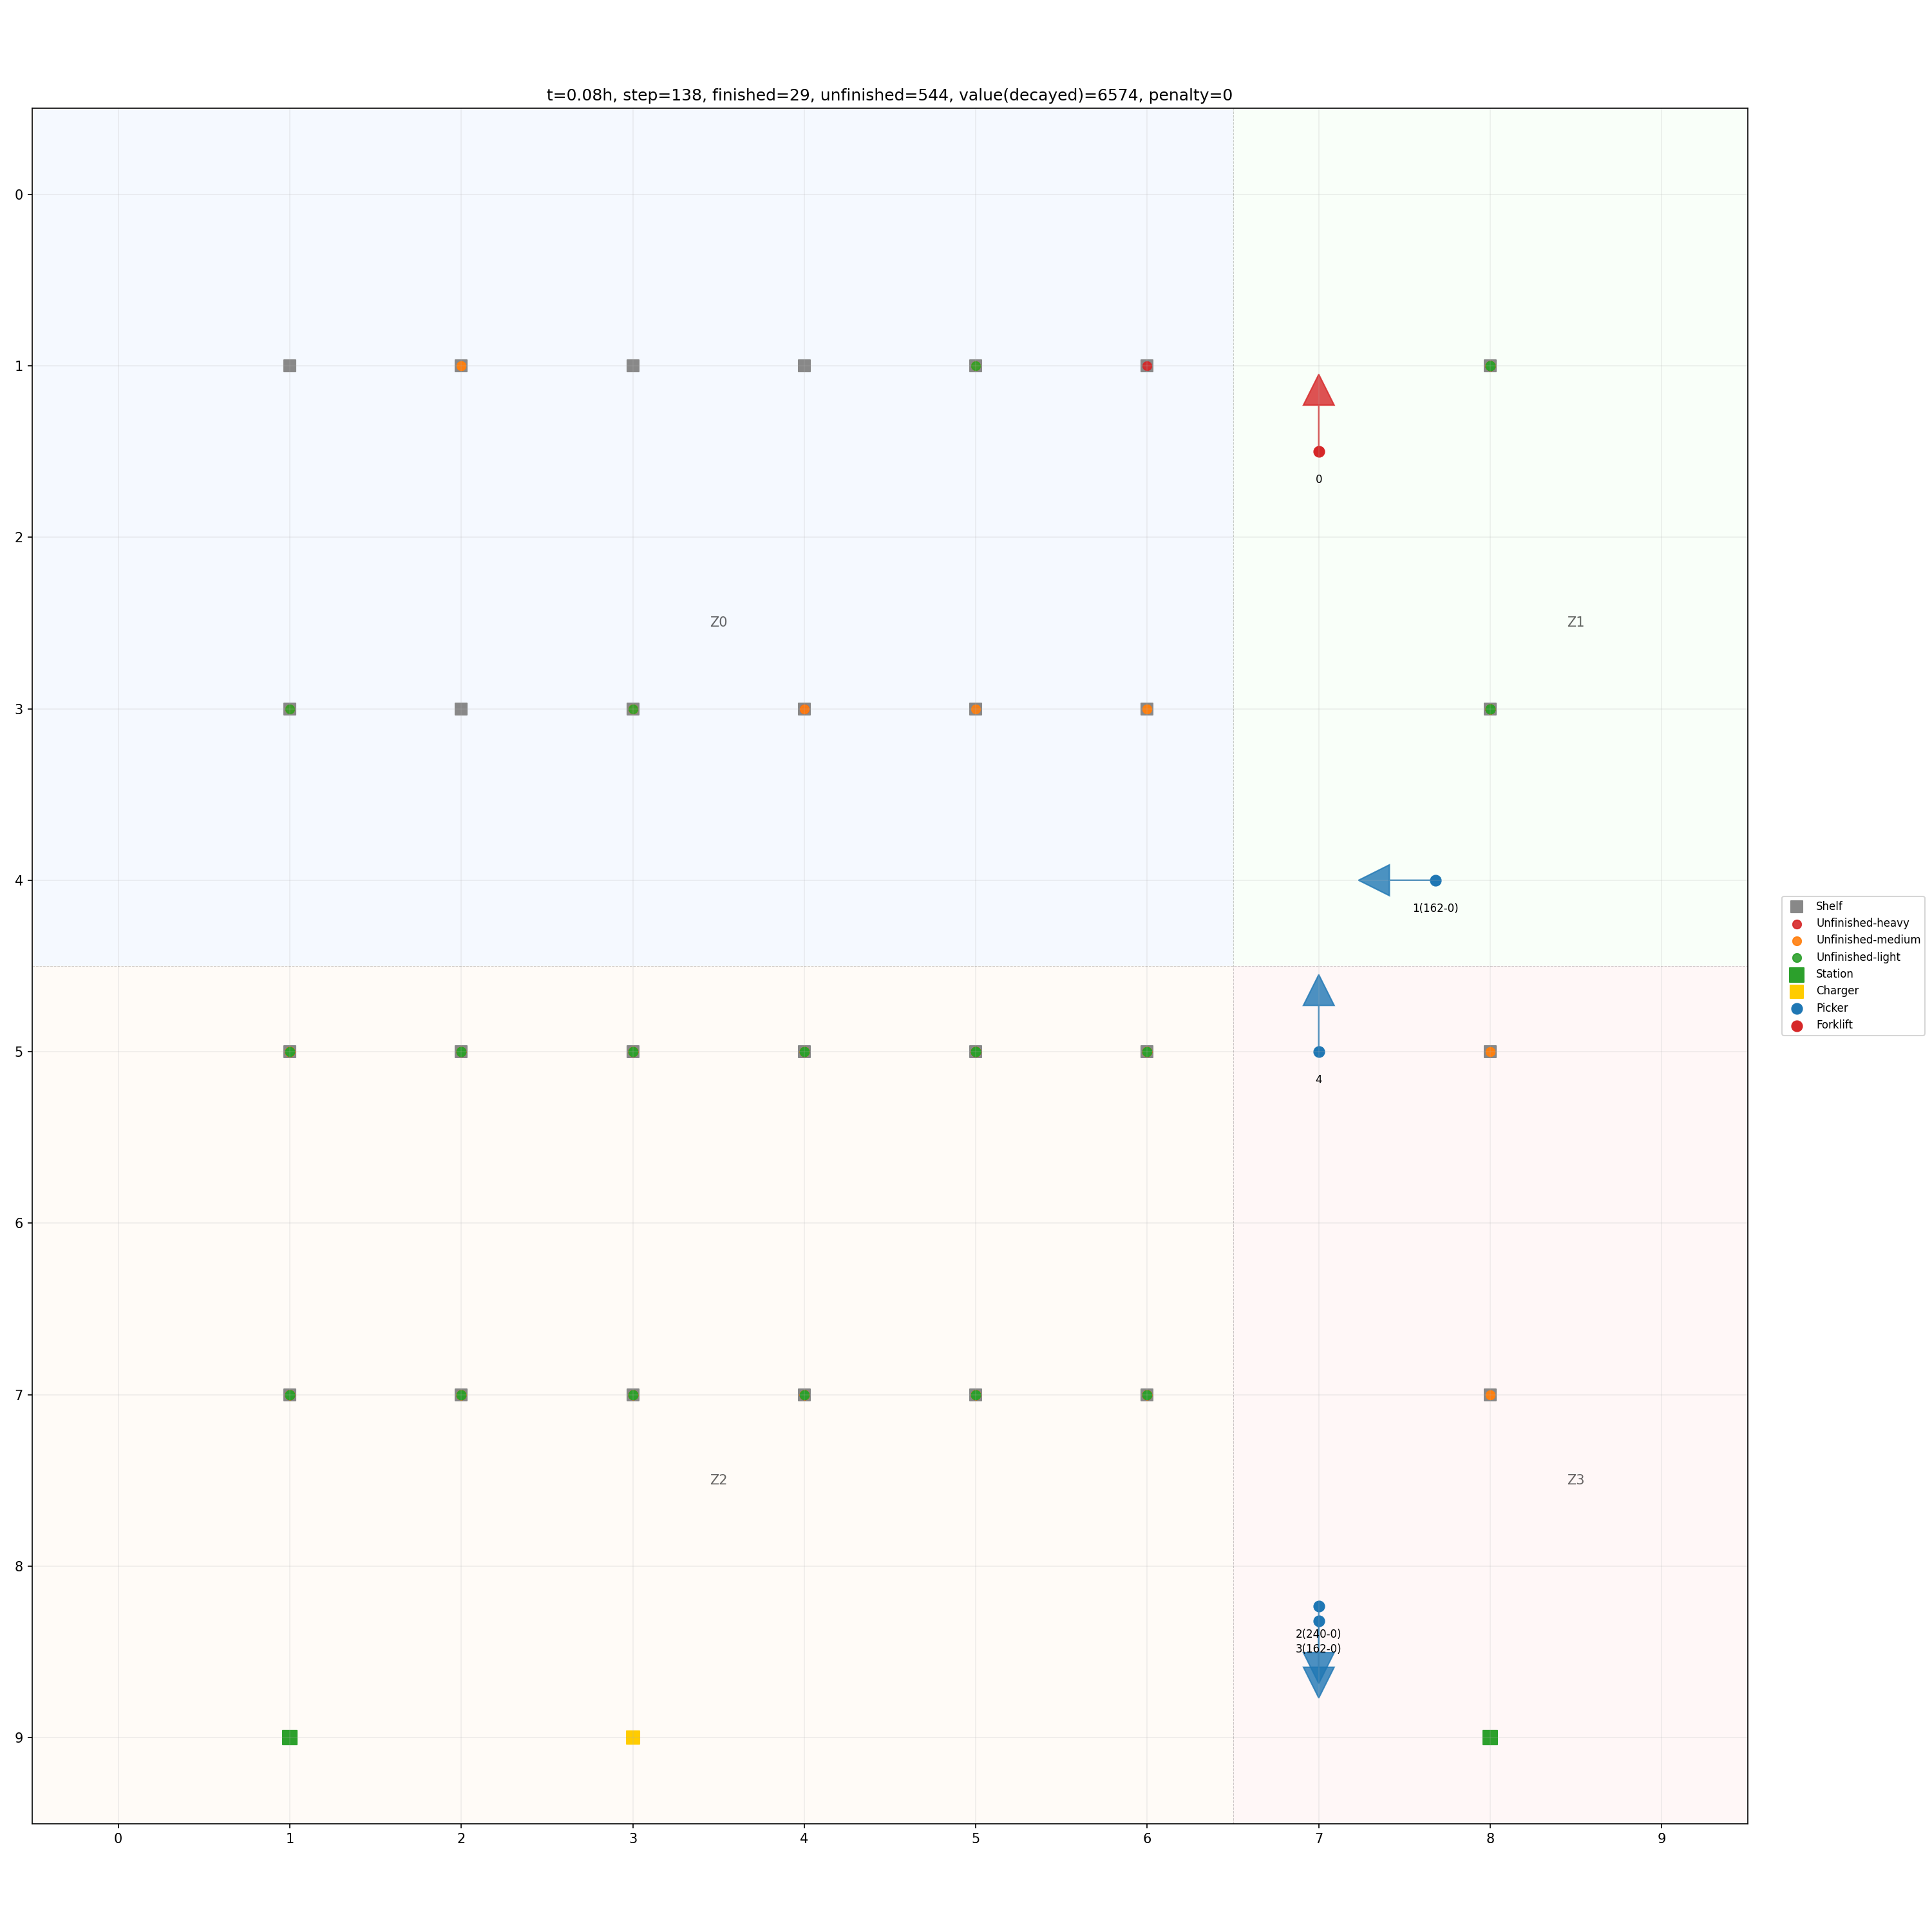 t=0.08h, step=138, finished=29, unfinished=544, value(decayed)=6574, penalty=0
0
1
0
2
Z0
Z1
3
4
1(162-0)
Shelf
Unfinished-heavy
Unfinished-medium
Unfinished-light
Station
Charger
Picker
Forklift
5
4
6
7
Z2
Z3
8
2(240-0)
3(162-0)
9
0 1 2 3 4 5 6 7 8 9